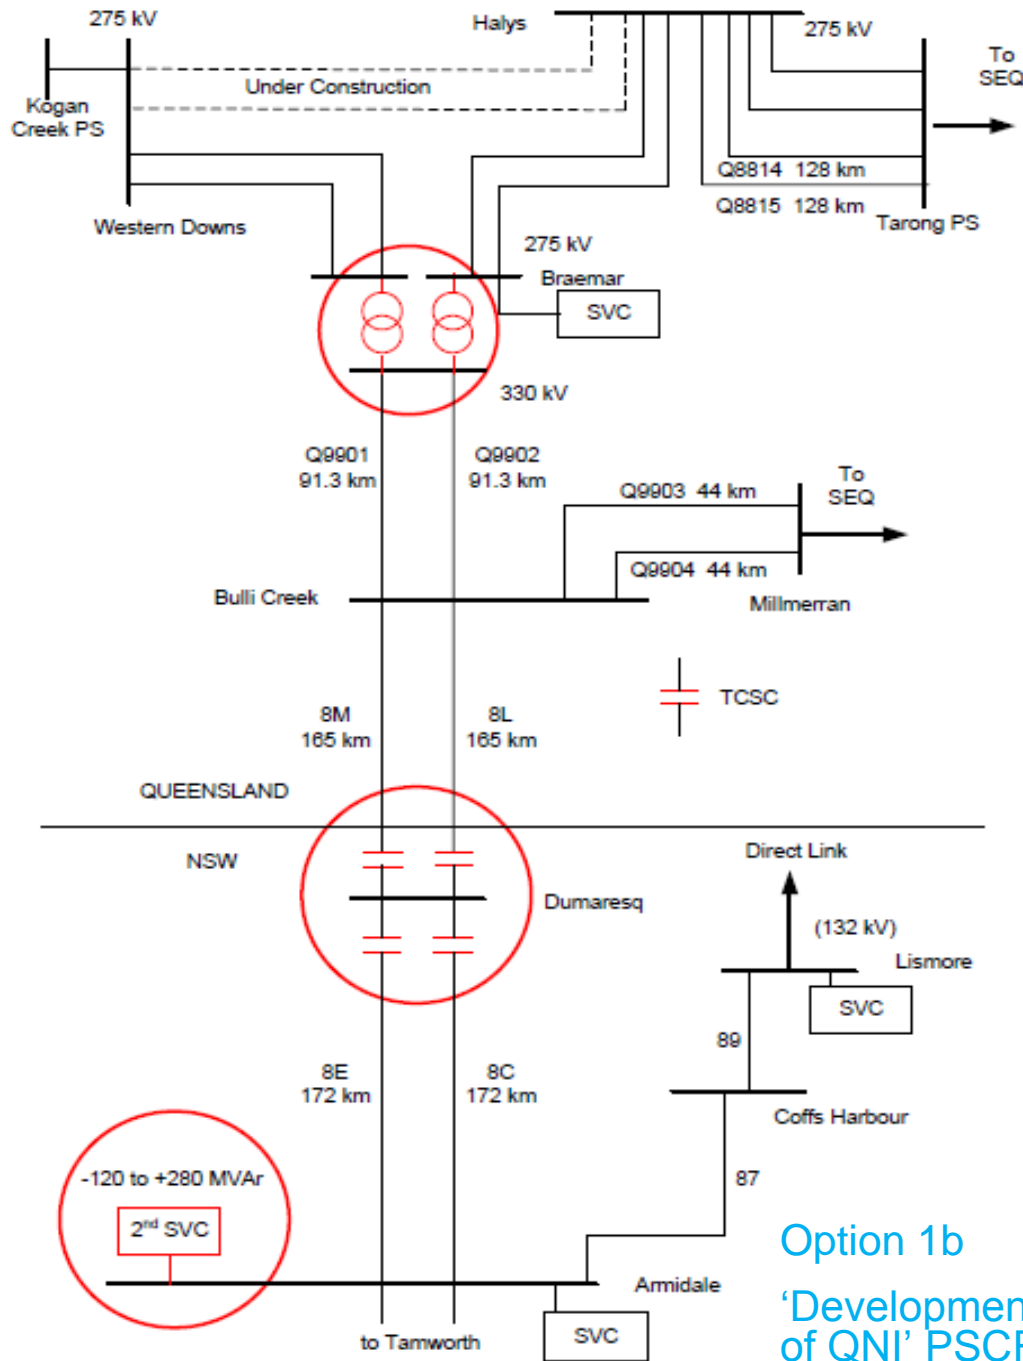 275 kV
Halys
275 kV
To
SEQ
Under Construction
Kogan
Creek PS
Q8814 128 km
Q8815 128 km
Tarong PS
Western Downs
275 kV
Braemar
SVC
330 kV
Q9901
91.3 km
Q9902
91.3 km
To
SEQ
Q9903 44 km
Q9904 44 km
Bulli Creek
Millmerran
TCSC
8M
165 km
8L
165 km
QUEENSLAND
NSW
Direct Link
Dumaresq
(132 kV)
Lismore
SVC
89
8E
172 km
8C
172 km
Coffs Harbour
87
-120 to +280 MVAr
2nd SVC
Armidale
SVC
to Tamworth
Option 1b
‘Developmen
of QNI’ PSCR